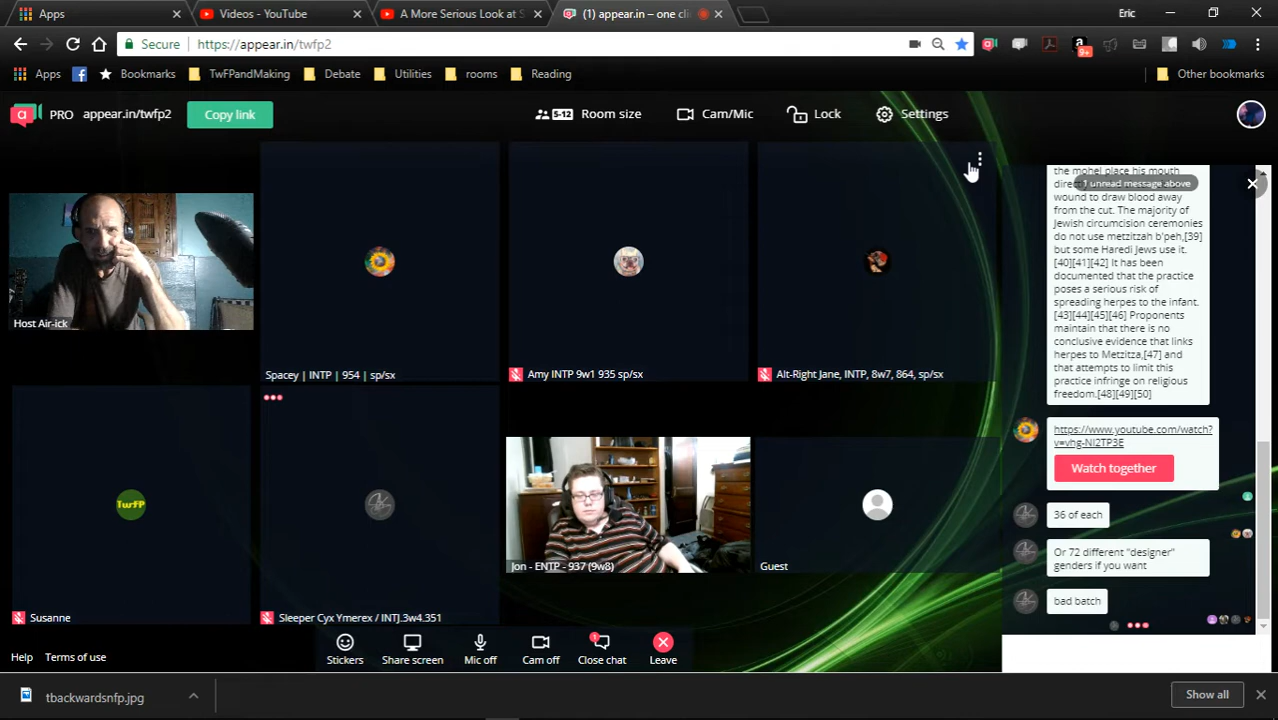 Apps
Videos - YouTube
A More Serious Look at S
(1) appear.in – one cli
Eric
Secure
https://appear.in/twfp2
9+
Apps
Bookmarks
TwFPandMaking
Debate
Utilities
rooms
Reading
Other bookmarks
PRO
appear.in/twfp2
Copy link
5-12
Room size
Cam/Mic
Lock
Settings
Host Air-ick
Spacey | INTP | 954 | sp/sx
Amy INTP 9w1 935 sp/sx
Alt-Right Jane, INTP, 8w7, 864, sp/sx
TwrFP
Susanne
Sleeper Cyx Ymerex / INTJ.3w4.351
Jon - ENTP - 937 (9w8)
Guest
the mohel place his mouth
1 unread message above
wound to draw blood away
from the cut. The majority of
Jewish circumcision ceremonies
do not use metzitzah b'peh,[39]
but some Haredi Jews use it.
[40][41][42] It has been
documented that the practice
poses a serious risk of
spreading herpes to the infant.
[43][44][45][46] Proponents
maintain that there is no
conclusive evidence that links
herpes to Metzitza,[47] and
that attempts to limit this
practice infringe on religious
freedom.[48][49][50]
https://www.youtube.com/watch?
v=vhg-NI2TP3E
Watch together
36 of each
Or 72 different "designer"
genders if you want
bad batch
Help
Terms of use
Stickers
Share screen
Mic off
Cam off
1
Close chat
Leave
tbackwardsnfp.jpg
Show all